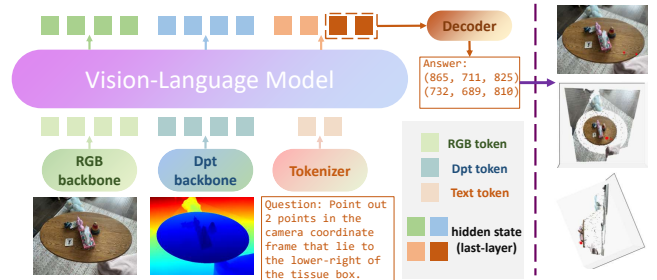 Decoder
Answer:
(865, 711, 825)
(732, 689, 810)
Vision-Language Model
RGB
backbone
Dpt
backbone
Tokenizer
RGB token
Dpt token
Text token
hidden state
(last-layer)
Question: Point out
2 points in the
camera coordinate
frame that lie to
the lower-right of
the tissue box.